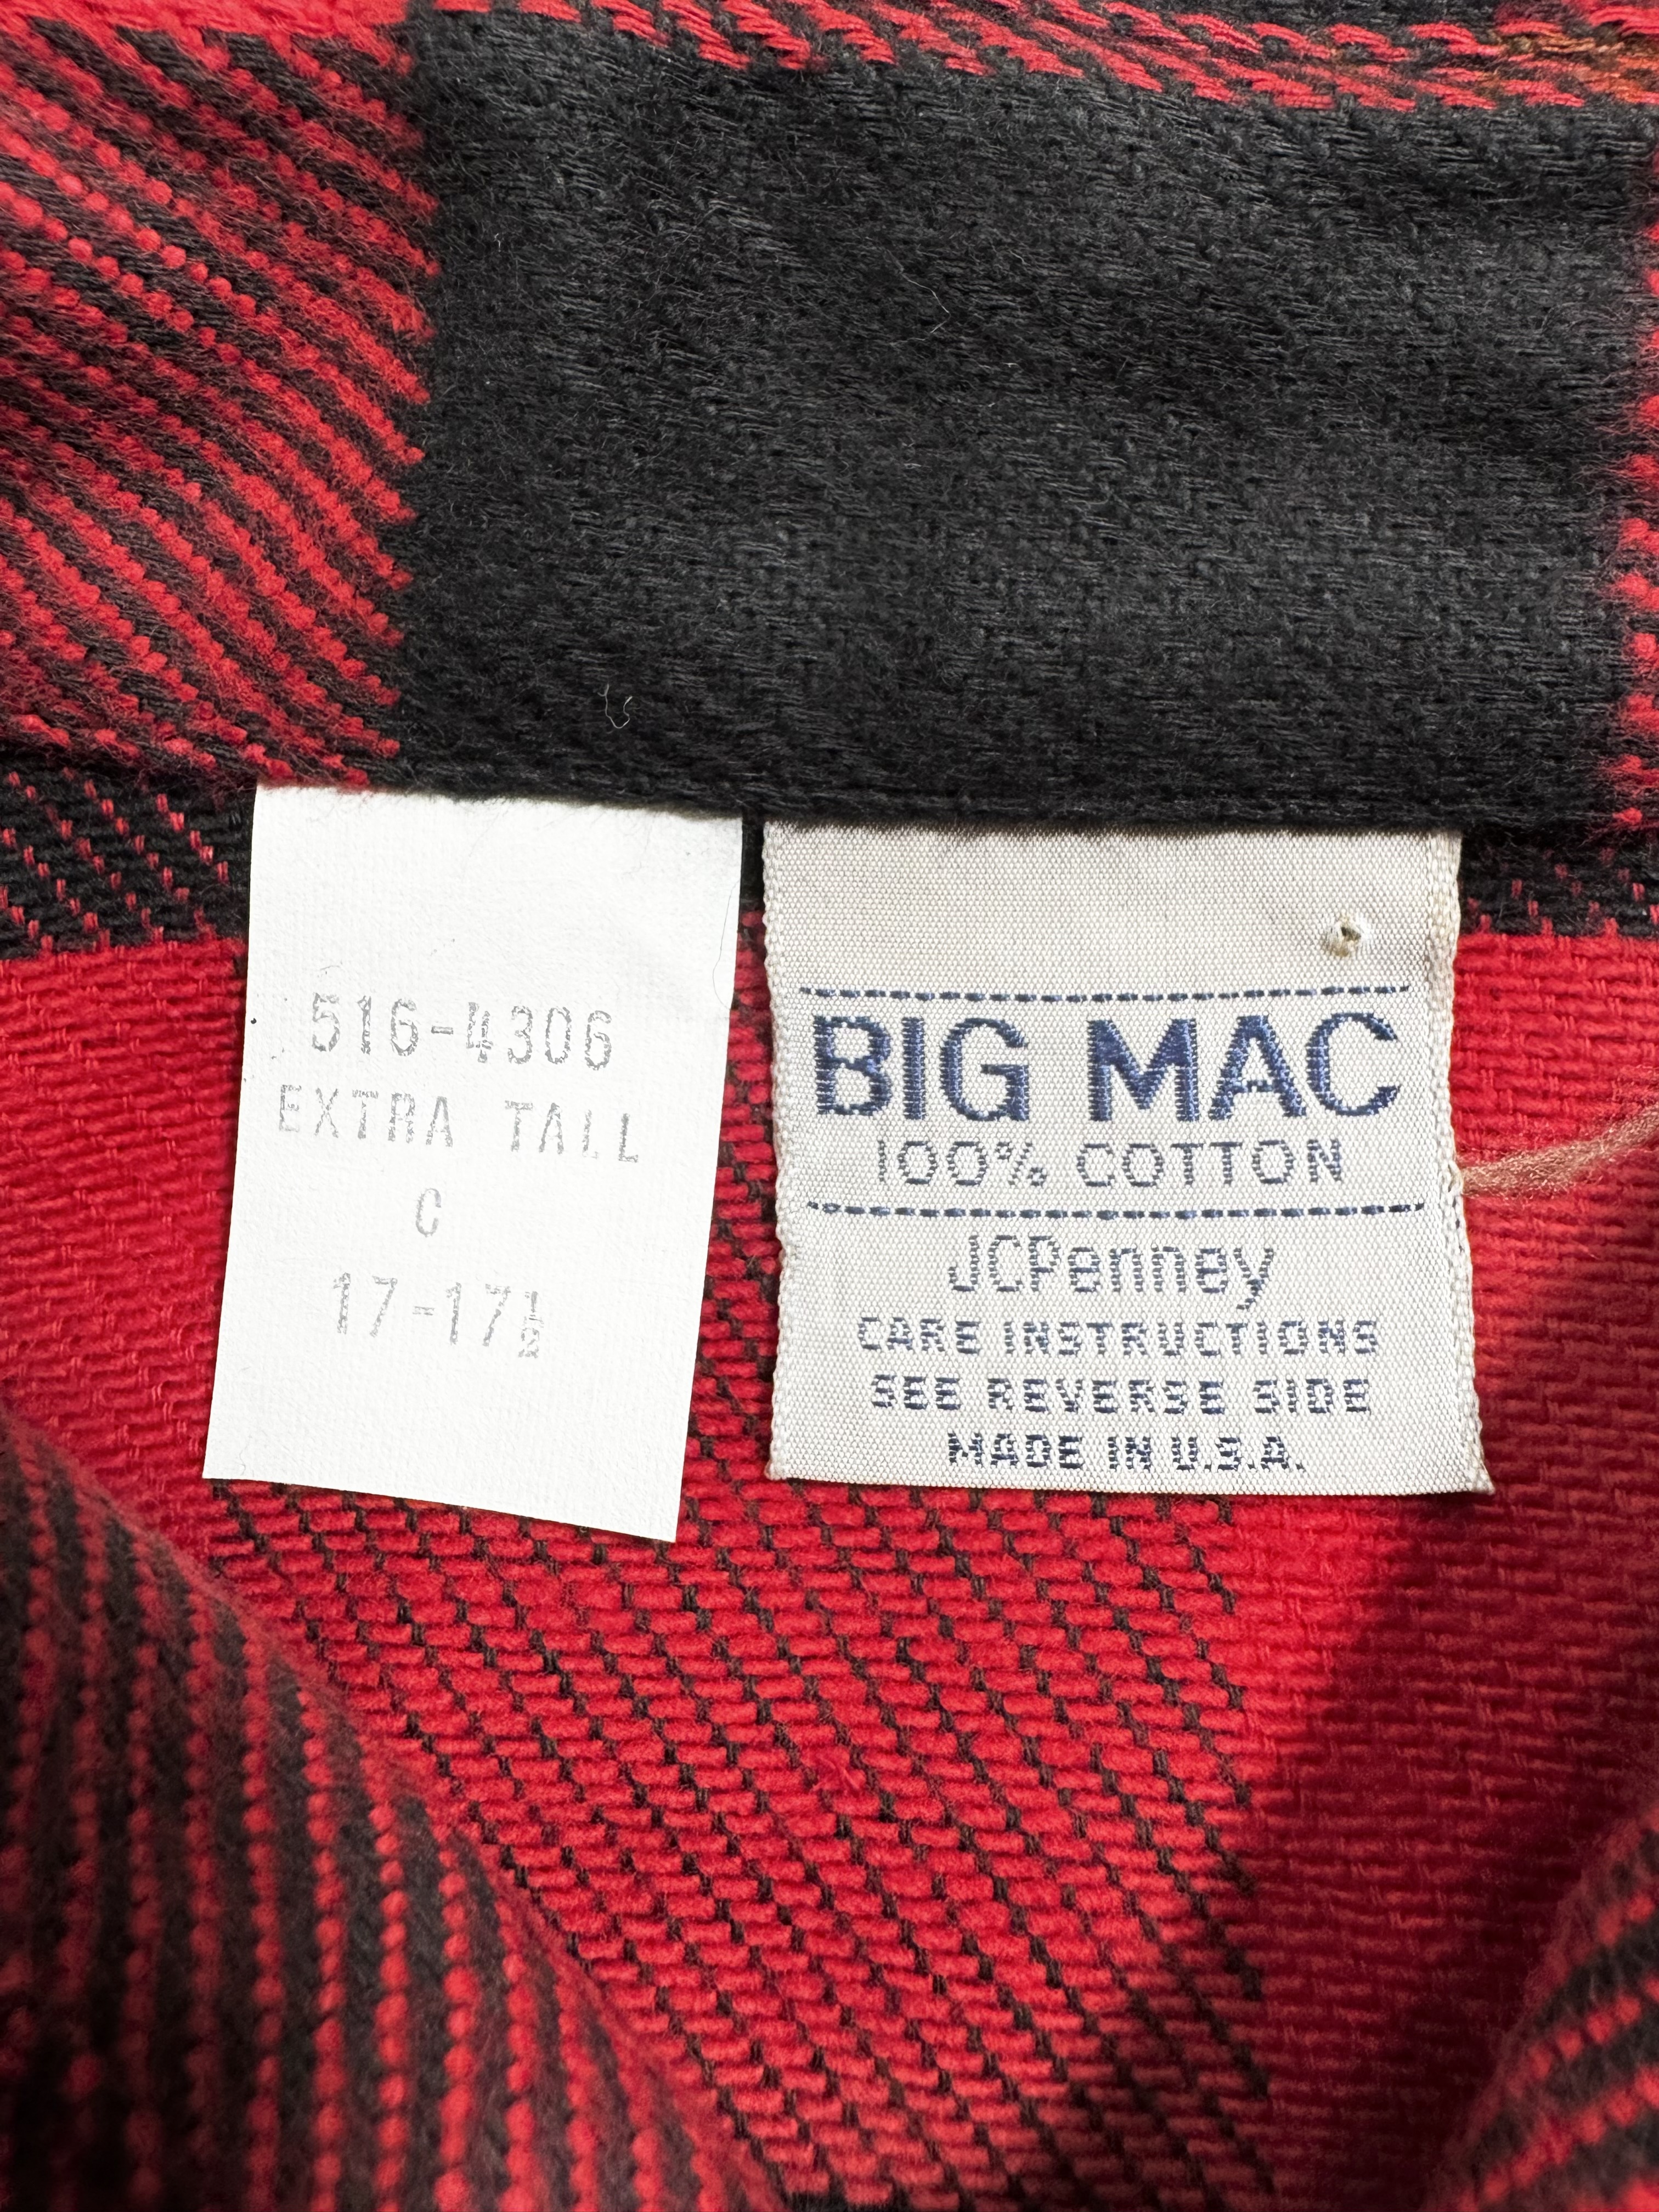 516-4306
EXTRA TALL
C
17-17½
BIG MAC
100% COTTON
JCPenney
CARE INSTRUCTIONS
SEE REVERSE SIDE
MADE IN U.S.A.